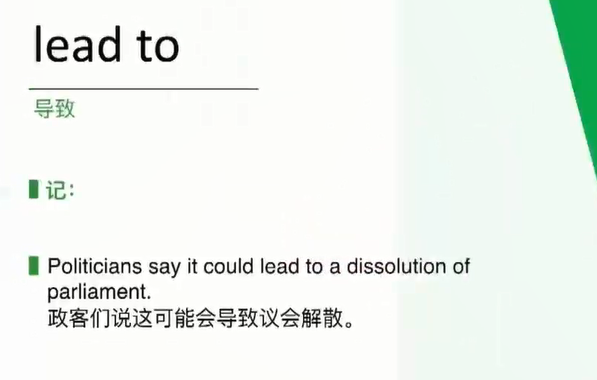 lead to
导致
记:
Politicians say it could lead to a dissolution of
parliament.
政客们说这可能会导致议会解散。